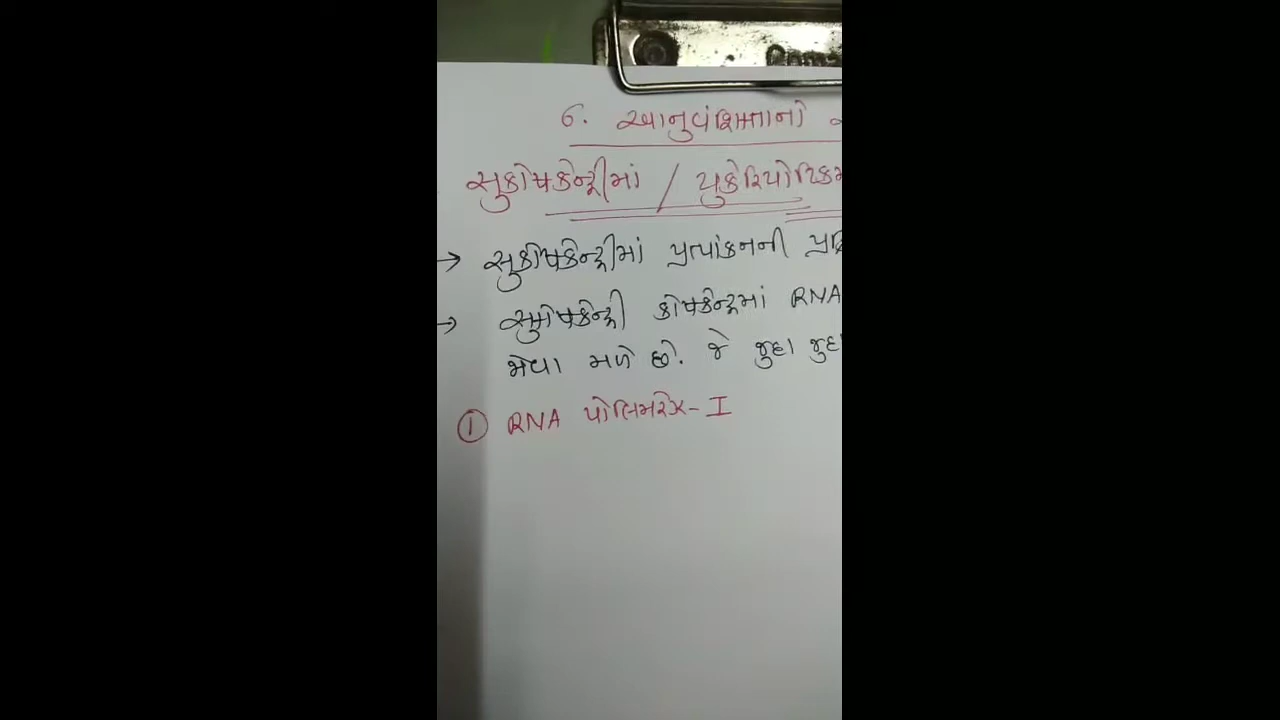 6. આનુવંશિકતાનો
સુકોષકેન્દ્રીમાં / યુકેરિયોટિકમ
→ સુકોષકેન્દ્રીમાં પ્રત્યાંકનની
→ સુકોષકેન્દ્રી કોષકેન્દ્રમાં RNA
જોવા મળે છે. જે જુદા જુદા
① RNA પોલિમરેઝ - I